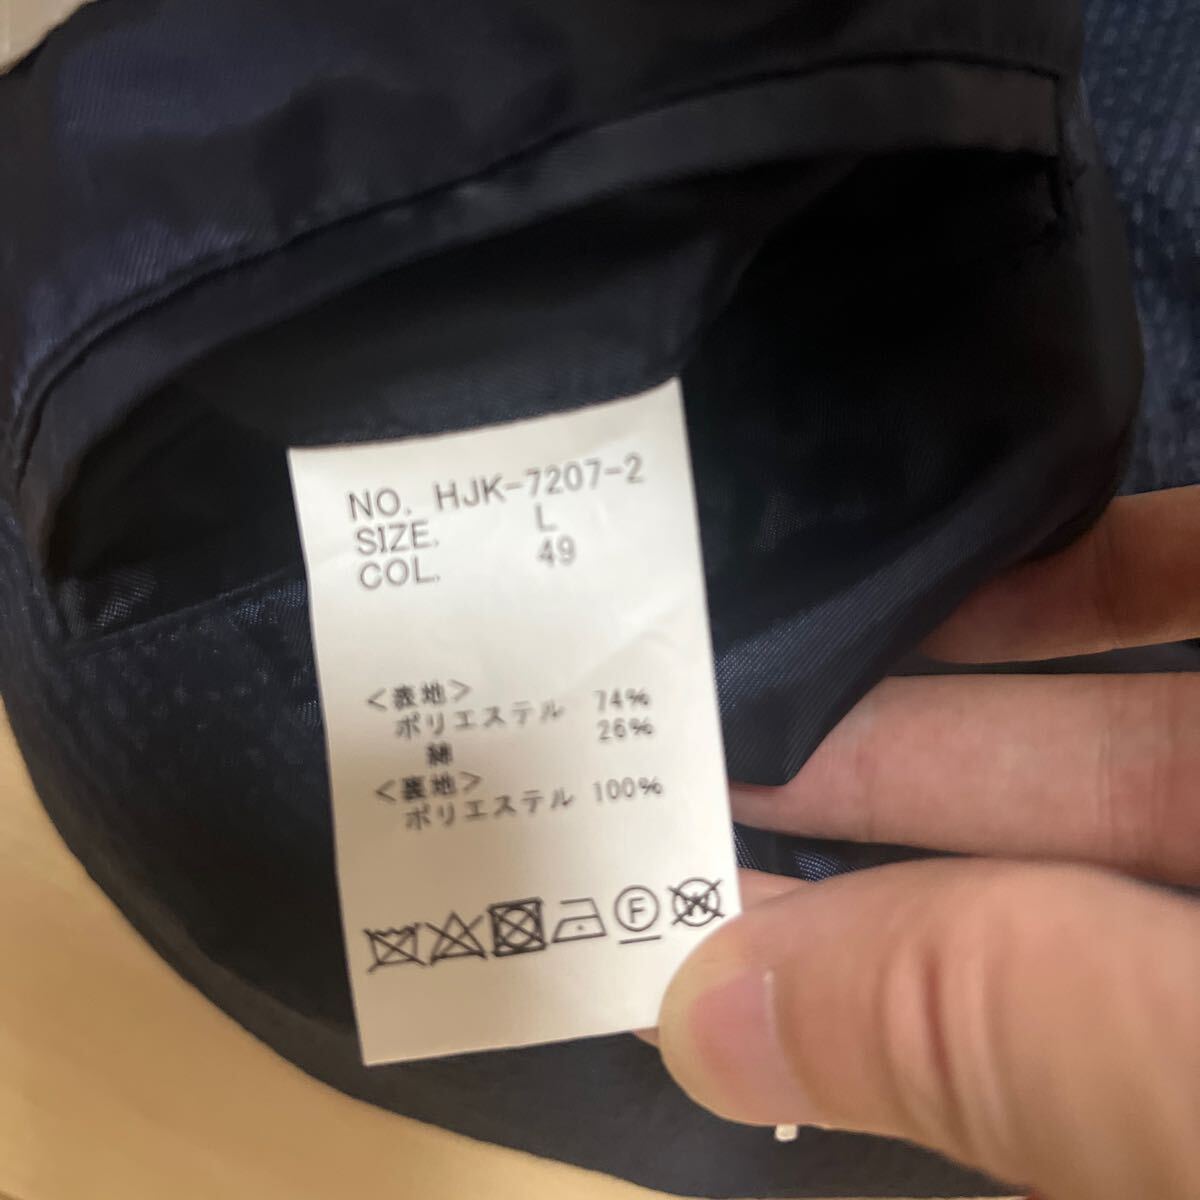 NO. HJK-7207-2
SIZE. L
COL. 49
<表地>
ポリエステル 74%
綿 26%
<裏地>
ポリエステル 100%
F
W